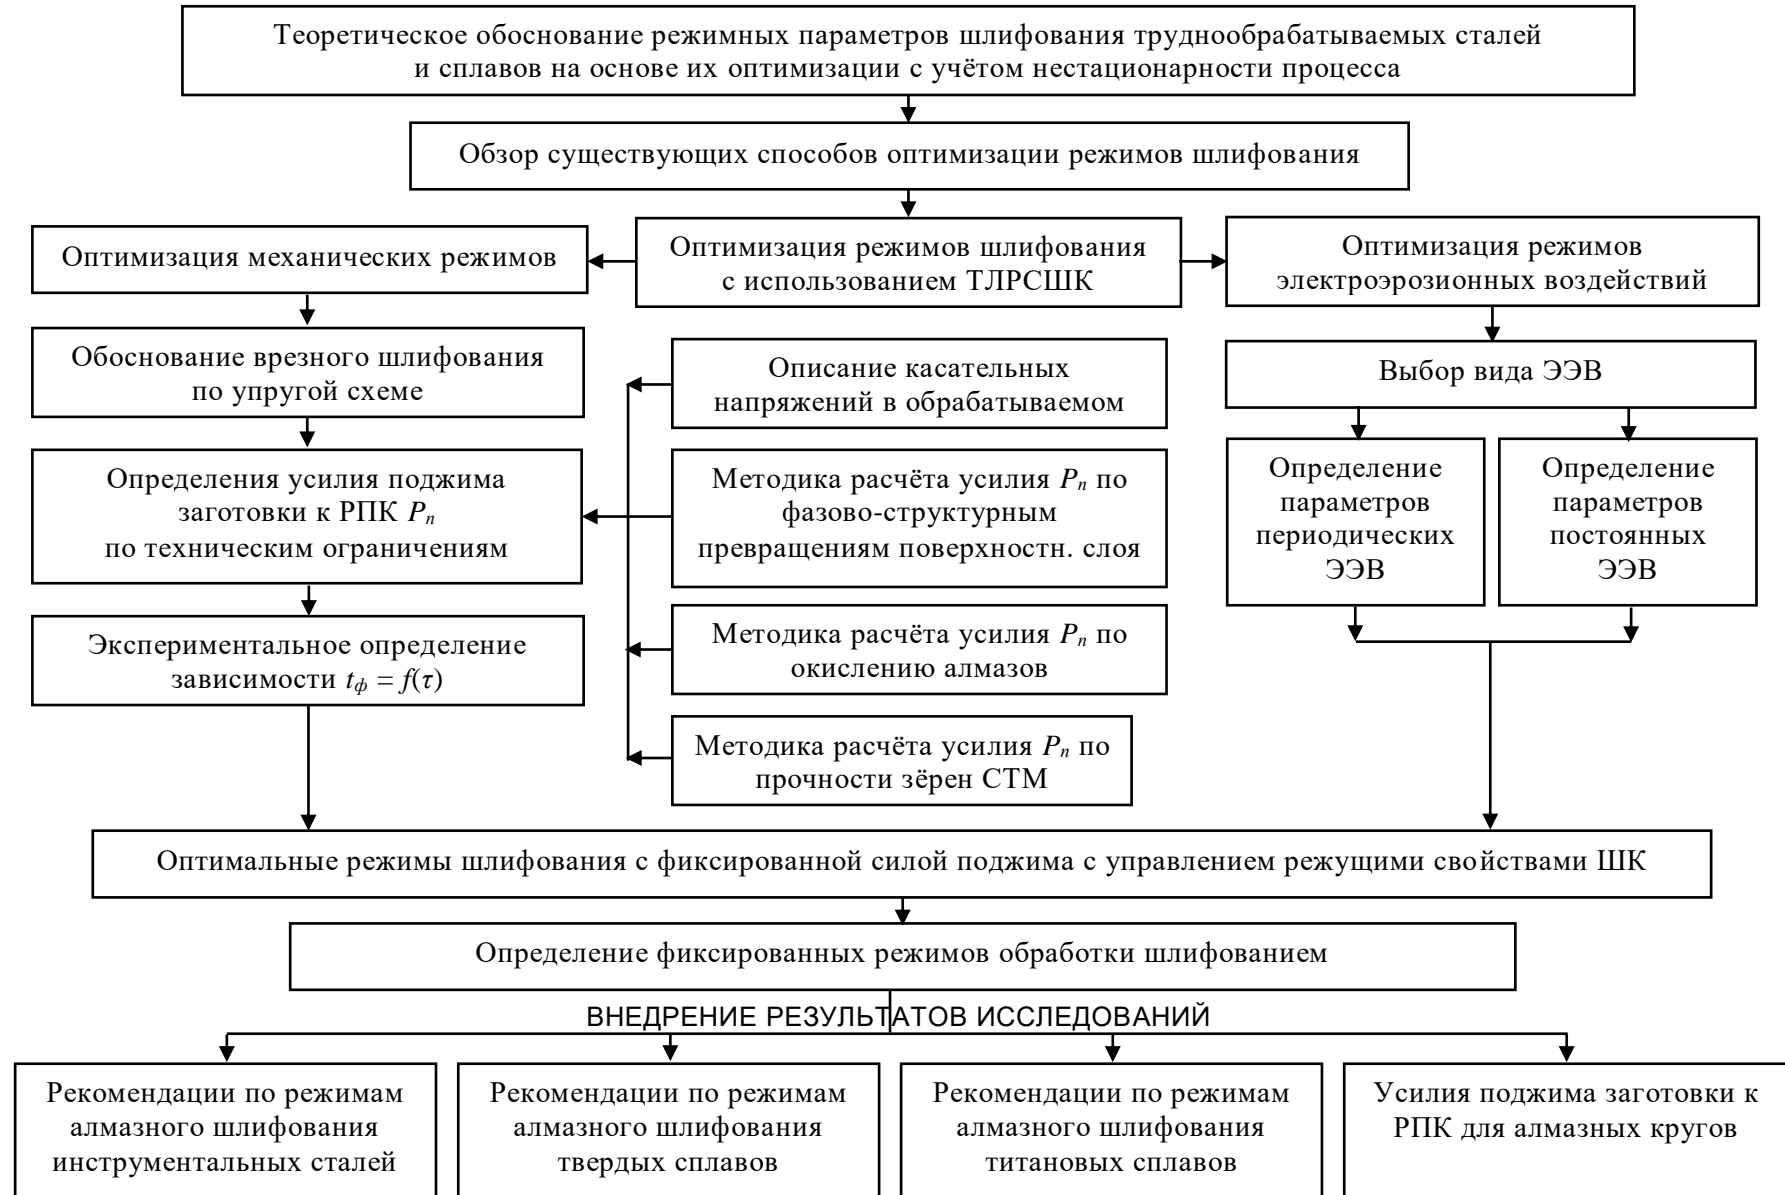 Теоретическое обоснование режимных параметров шлифования труднообрабатываемых сталей
и сплавов на основе их оптимизации с учётом нестационарности процесса
Обзор существующих способов оптимизации режимов шлифования
Оптимизация механических режимов
Оптимизация режимов шлифования
с использованием ТЛРСШК
Оптимизация режимов
электроэрозионных воздействий
Обоснование врезного шлифования
по упругой схеме
Описание касательных
напряжений в обрабатываемом
Выбор вида ЭЭВ
Определения усилия поджима
заготовки к РПК Pп
по техническим ограничениям
Методика расчёта усилия Pп по
фазово-структурным
превращениям поверхностн. слоя
Определение
параметров
периодических
ЭЭВ
Определение
параметров
постоянных
ЭЭВ
Экспериментальное определение
зависимости tф = f(τ)
Методика расчёта усилия Pп по
окислению алмазов
Методика расчёта усилия Pп по
прочности зёрен СТМ
Оптимальные режимы шлифования с фиксированной силой поджима с управлением режущими свойствами ШК
Определение фиксированных режимов обработки шлифованием
ВНЕДРЕНИЕ РЕЗУЛЬТАТОВ ИССЛЕДОВАНИЙ
Рекомендации по режимам
алмазного шлифования
инструментальных сталей
Рекомендации по режимам
алмазного шлифования
твердых сплавов
Рекомендации по режимам
алмазного шлифования
титановых сплавов
Усилия поджима заготовки к
РПК для алмазных кругов